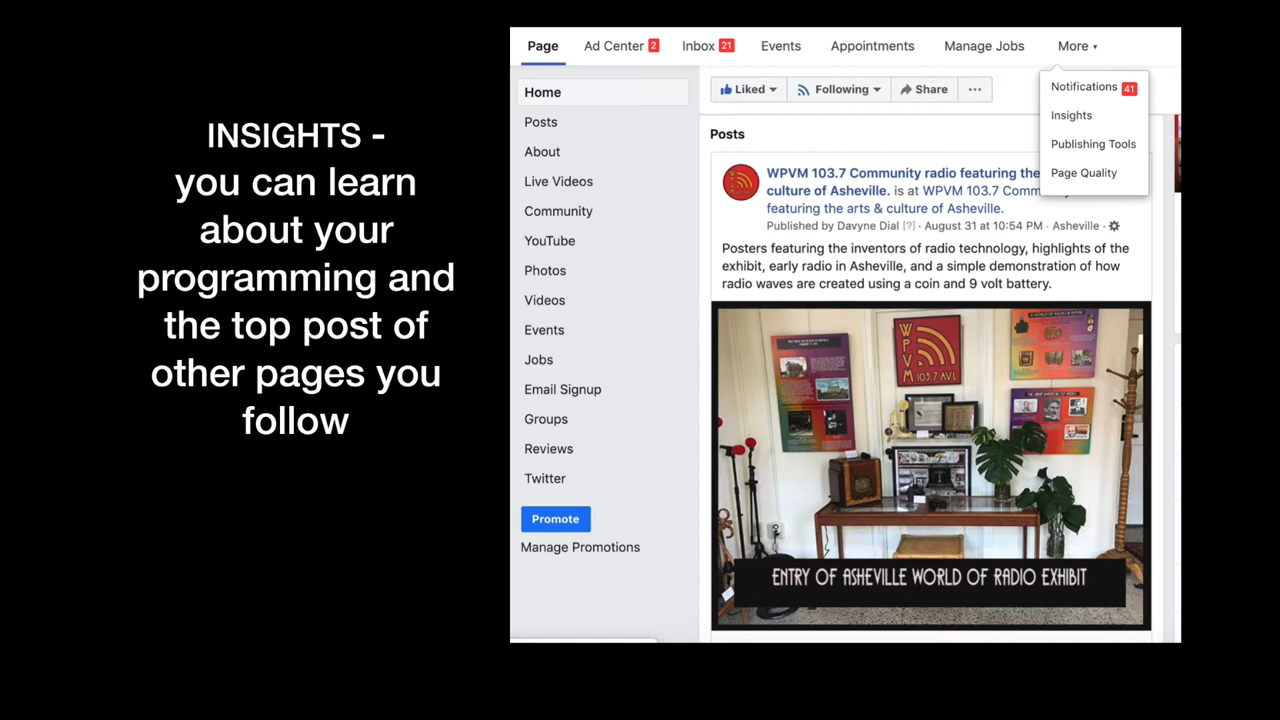 INSIGHTS -
you can learn
about your
programming and
the top post of
other pages you
follow
Page
Ad Center 2
Inbox 21
Events
Appointments
Manage Jobs
More
Notifications 41
Insights
Publishing Tools
Page Quality
Home
Posts
About
Live Videos
Community
YouTube
Photos
Videos
Events
Jobs
Email Signup
Groups
Reviews
Twitter
Promote
Manage Promotions
Liked
Following
Share
Posts
WPVM 103.7 Community radio featuring the
culture of Asheville. is at WPVM 103.7 Comm
featuring the arts & culture of Asheville.
Published by Davyne Dial [?] · August 31 at 10:54 PM · Asheville ·
Posters featuring the inventors of radio technology, highlights of the
exhibit, early radio in Asheville, and a simple demonstration of how
radio waves are created using a coin and 9 volt battery.
WPVM
103.7 AVL
ENTRY OF ASHEVILLE WORLD OF RADIO EXHIBIT